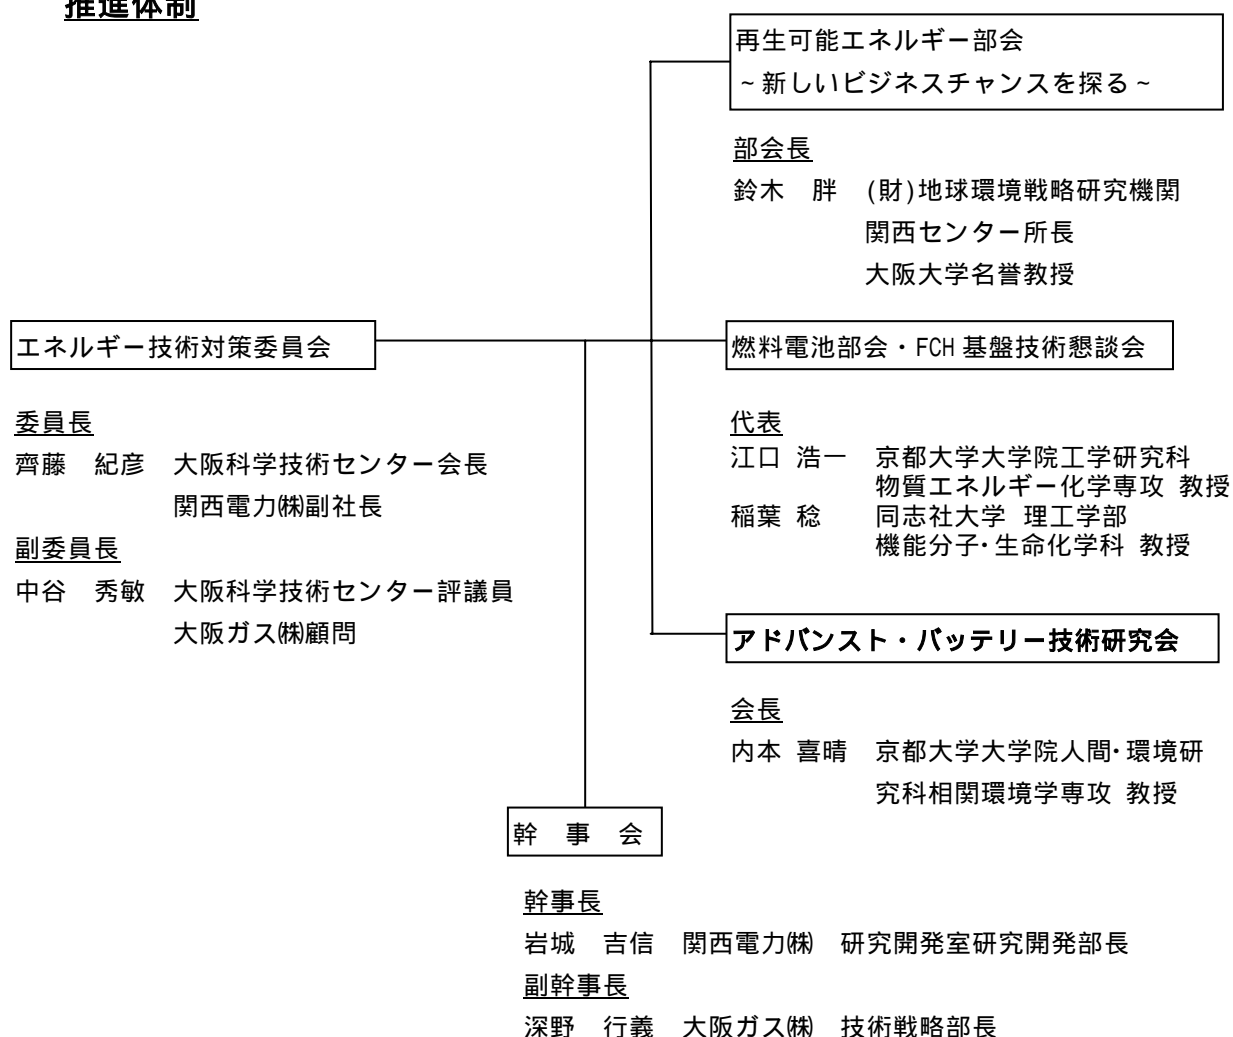 推進体制
再生可能エネルギー部会
~新しいビジネスチャンスを探る~
部会長
鈴木 胖 (財)地球環境戦略研究機関
関西センター所長
大阪大学名誉教授
エネルギー技術対策委員会
委員長
齊藤 紀彦 大阪科学技術センター会長
関西電力㈱副社長
副委員長
中谷 秀敏 大阪科学技術センター評議員
大阪ガス㈱顧問
燃料電池部会・FCH 基盤技術懇談会
代表
江口 浩一 京都大学大学院工学研究科
物質エネルギー化学専攻 教授
稲葉 稔 同志社大学 理工学部
機能分子・生命化学科 教授
アドバンスト・バッテリー技術研究会
会長
内本 喜晴 京都大学大学院人間・環境研
究科相関環境学専攻 教授
幹 事 会
幹事長
岩城 吉信 関西電力㈱ 研究開発室研究開発部長
副幹事長
深野 行義 大阪ガス㈱ 技術戦略部長